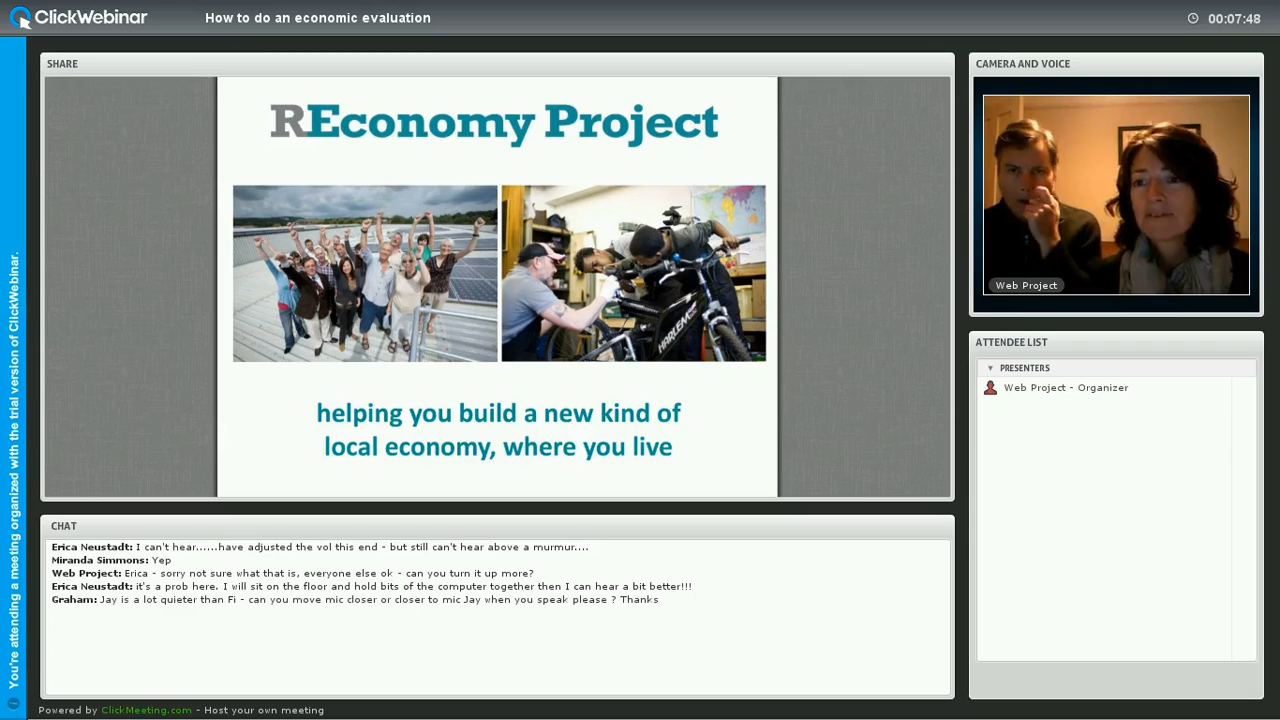 ClickWebinar
How to do an economic evaluation
00:07:48
SHARE
REconomy Project
HARLEM
helping you build a new kind of
local economy, where you live
CAMERA AND VOICE
Web Project
ATTENDEE LIST
PRESENTERS
Web Project - Organizer
CHAT
Erica Neustadt: I can't hear......have adjusted the vol this end - but still can't hear above a murmur....
Miranda Simmons: Yep
Web Project: Erica - sorry not sure what that is, everyone else ok - can you turn it up more?
Erica Neustadt: it's a prob here. I will sit on the floor and hold bits of the computer together then I can hear a bit better!!!
Graham: Jay is a lot quieter than Fi - can you move mic closer or closer to mic Jay when you speak please ? Thanks
Powered by ClickMeeting.com - Host your own meeting
You're attending a meeting organized with the trial version of ClickWebinar.